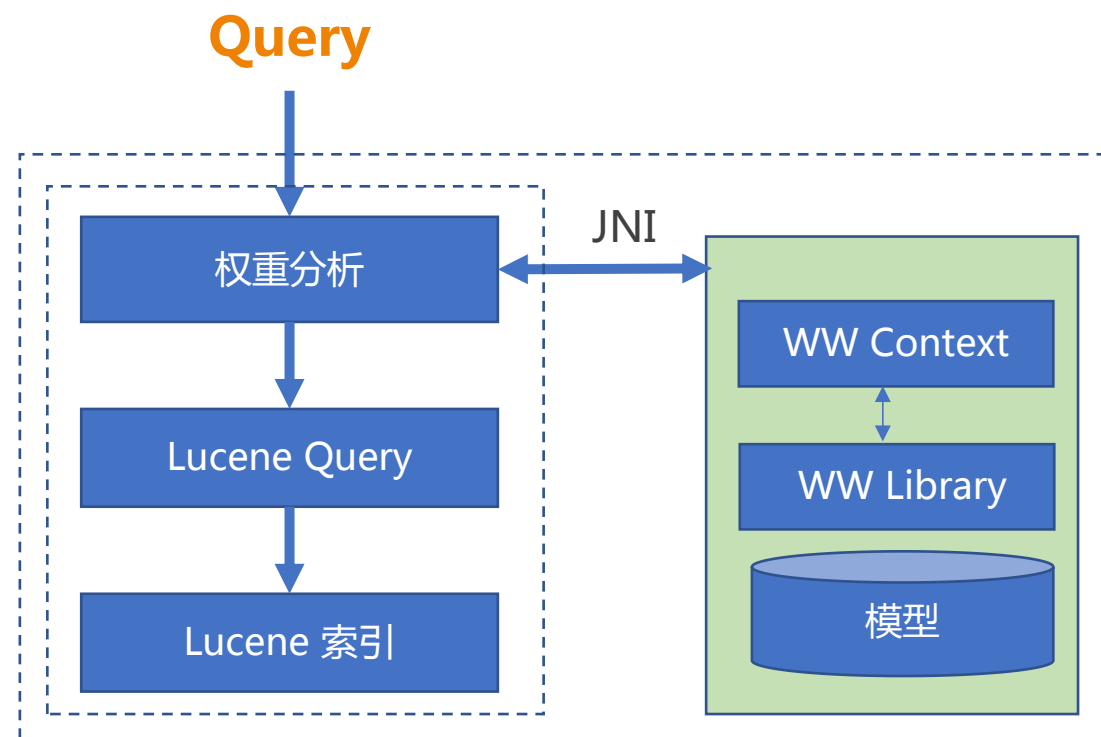 Query
JNI
权重分析
WW Context
Lucene Query
WW Library
模型
Lucene 索引